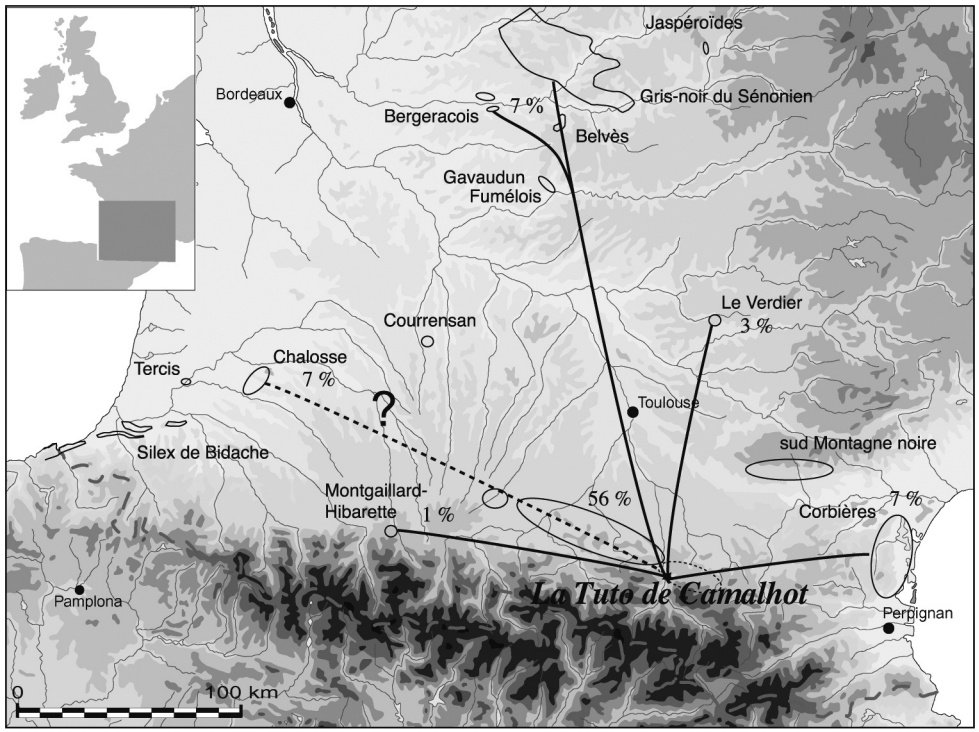 Jaspéroïdes
Bordeaux
Gris-noir du Sénonien
7 %
Bergeracois
Belvès
Gavaudun
Fumélois
Le Verdier
3 %
Courrensan
Chalosse
7 %
Tercis
?
Toulouse
Silex de Bidache
sud Montagne noire
Montgaillard-
Hibarette
1 %
56 %
7 %
Corbières
La Tuto de Camalhot
Pamplona
Perpignan
0
100 km